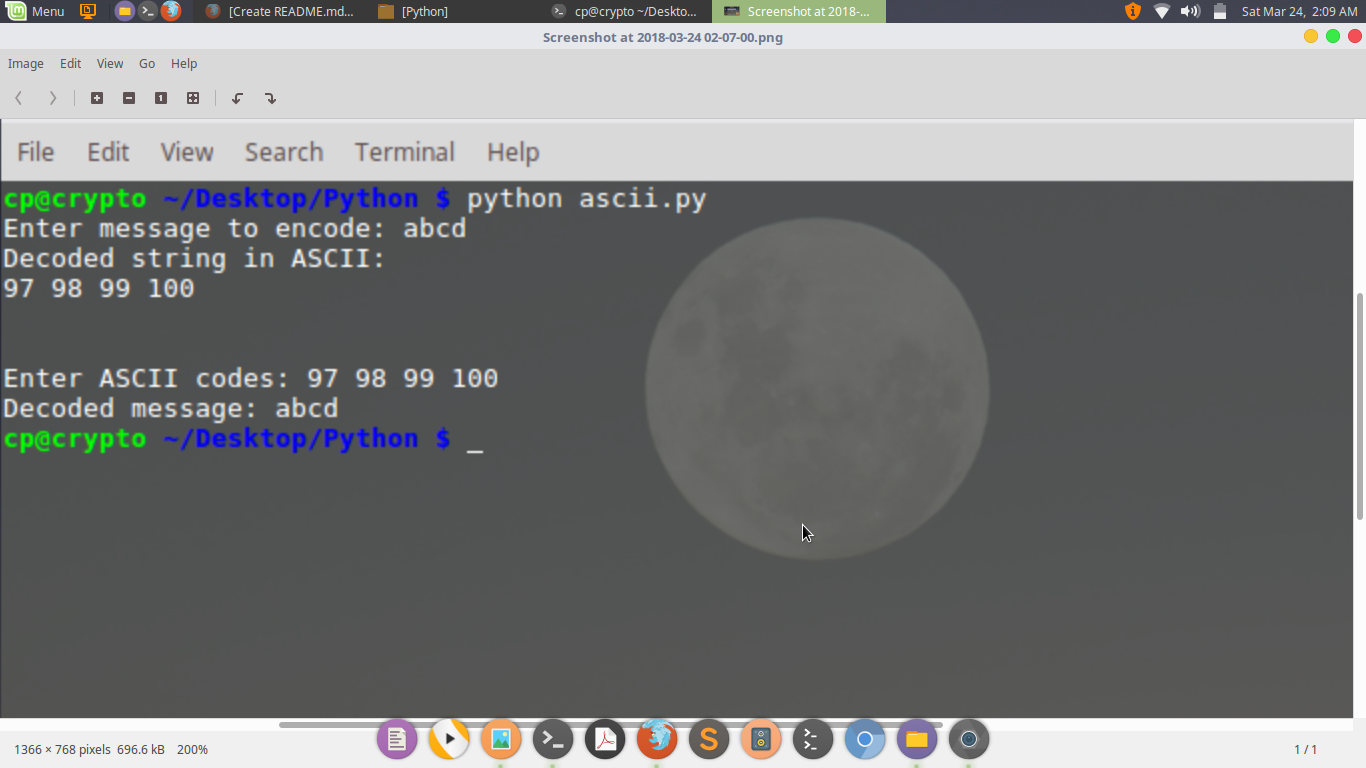 Menu [Create README.md... [Python] cp@crypto ~/Deskto... Screenshot at 2018-... Sat Mar 24, 2:09 AM
Screenshot at 2018-03-24 02-07-00.png
Image Edit View Go Help
File Edit View Search Terminal Help
cp@crypto ~/Desktop/Python $ python ascii.py
Enter message to encode: abcd
Decoded string in ASCII:
97 98 99 100
Enter ASCII codes: 97 98 99 100
Decoded message: abcd
cp@crypto ~/Desktop/Python $ _
1366 × 768 pixels 696.6 kB 200% 1 / 1